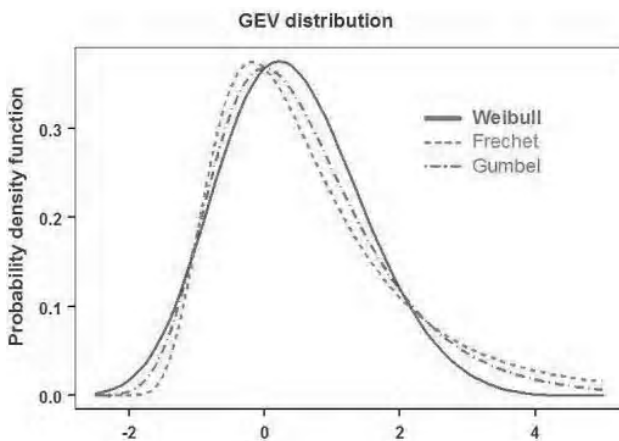 GEV distribution
Probability density function
0.3
0.2
0.1
0.0
Weibull
Frechet
Gumbel
-2
0
2
4